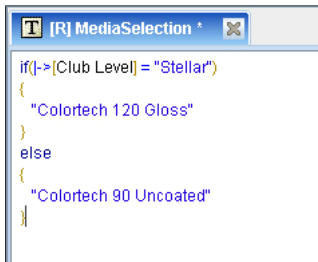 T [R] MediaSelection *
if(|->[Club Level] = "Stellar")
{
"Colortech 120 Gloss"
}
else
{
"Colortech 90 Uncoated"
}